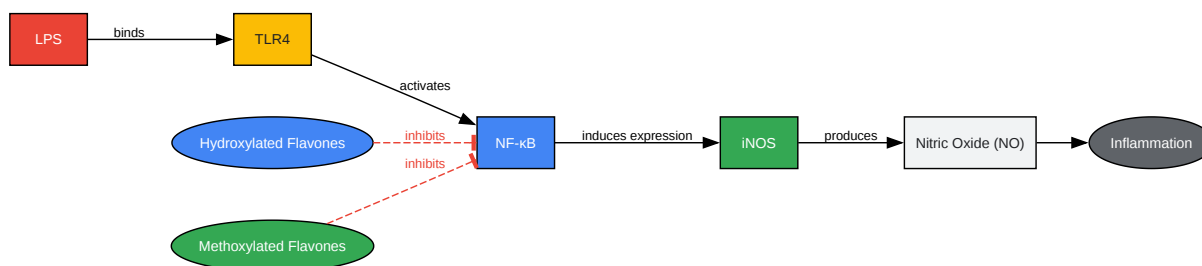 LPS
binds
TLR4
activates
Hydroxylated Flavones
inhibits
NF-κB
induces expression
iNOS
produces
Nitric Oxide (NO)
Inflammation
inhibits
Methoxylated Flavones